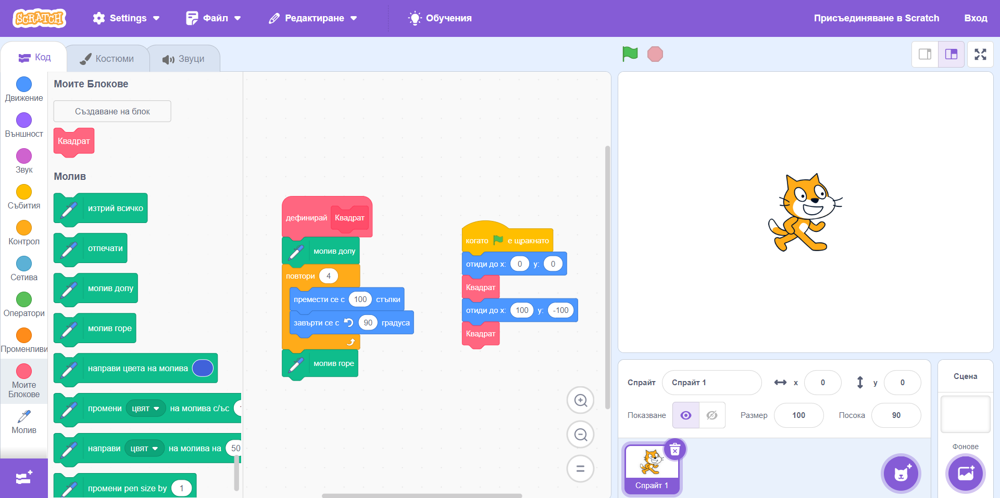 SCRATCH
Settings
Файл
Редактиране
Обучения
Присъединяване в Scratch
Вход
Код
Костюми
Звуци
Движение
Външност
Звук
Събития
Контрол
Сетива
Оператори
Променливи
Моите
Блокове
Молив
Моите Блокове
Създаване на блок
Квадрат
Молив
изтрий всичко
отпечати
молив долу
молив горе
направи цвета на молива
промени цвят на молива с/ъс
направи цвят на молива на 50
промени pen size by 1
дефинирай Квадрат
молив долу
повтори 4
премести се с 100 стъпки
завърти се с 90 градуса
молив горе
когато е щракнато
отиди до x: 0 y: 0
Квадрат
отиди до x: 100 y: -100
Квадрат
Спрайт Спрайт 1 x 0 y 0
Показване Размер 100 Посока 90
Спрайт 1
Сцена
Фонове